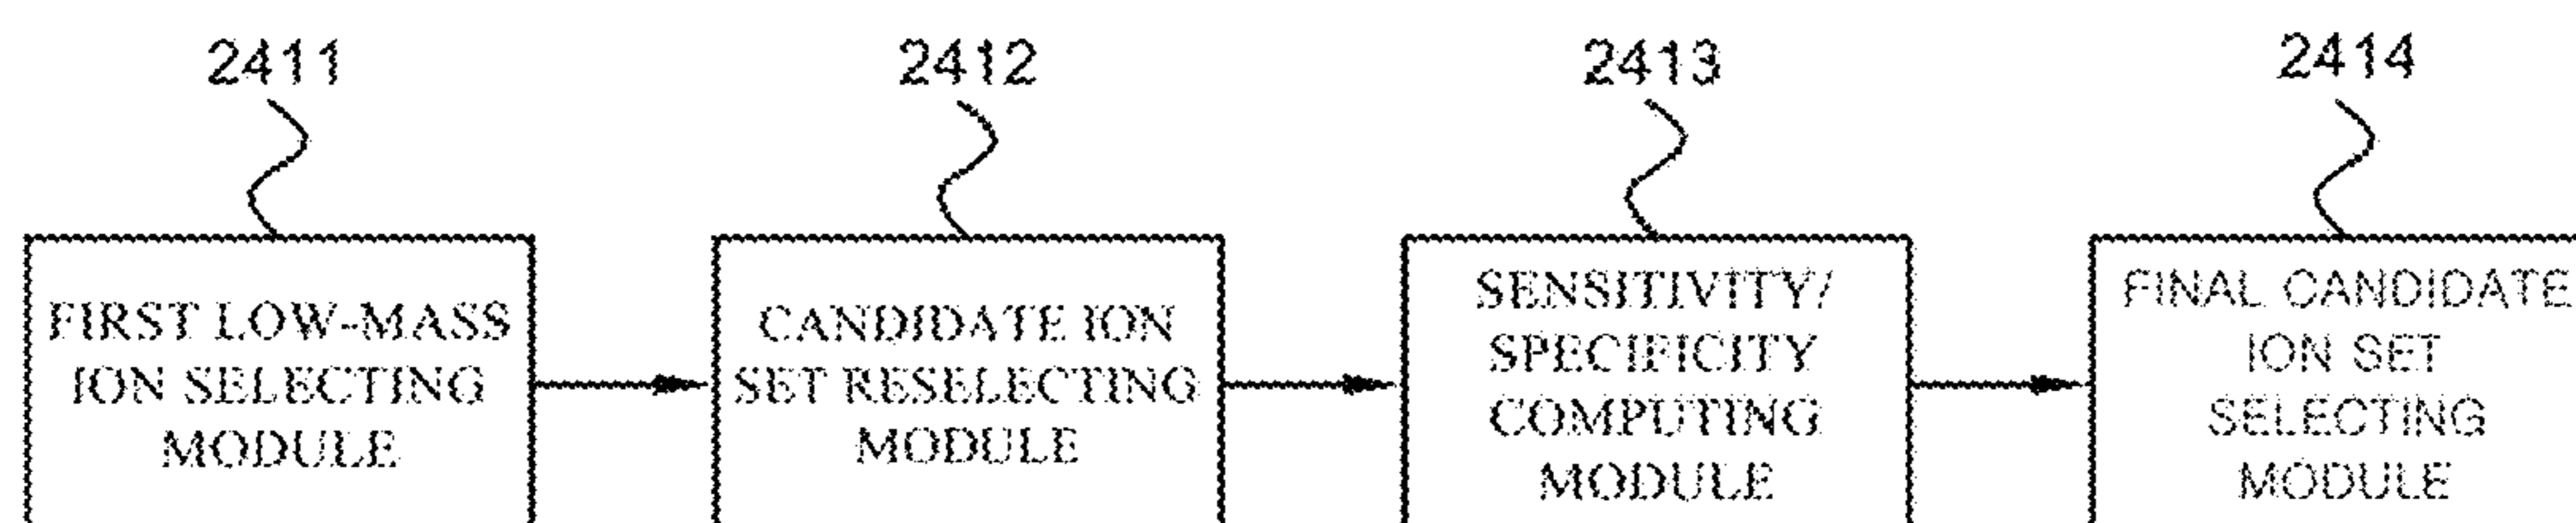 2411 2412 2413 2414
FIRST LOW-MASS
ION SELECTING
MODULE
CANDIDATE ION
SET RESELECTING
MODULE
SENSITIVITY/
SPECIFICITY
COMPUTING
MODULE
FINAL CANDIDATE
ION SET
SELECTING
MODULE